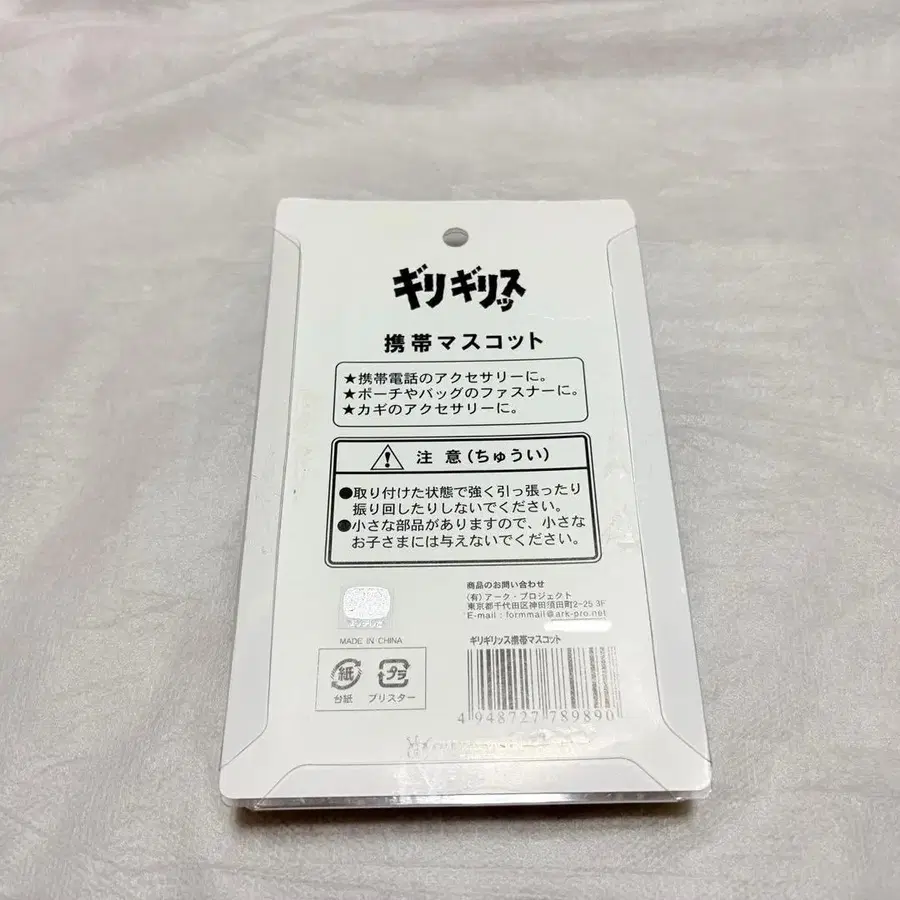 ギリギリッス
携帯マスコット
★携帯電話のアクセサリーに。
★ポーチやバッグのファスナーに。
★カギのアクセサリーに。
注意(ちゅうい)
●取り付けた状態で強く引っ張ったり
振り回したりしないでください。
●小さな部品がありますので、小さな
お子さまには与えないでください。
商品のお問い合わせ
(有)アーク・プロジェクト
東京都千代田区神田須田町2-25 3F
E-mail : formmail@ark-pro.net
MADE IN CHINA
ギリギリッス携帯マスコット
紙
プラ
台紙
ブリスター
4 948727 789890